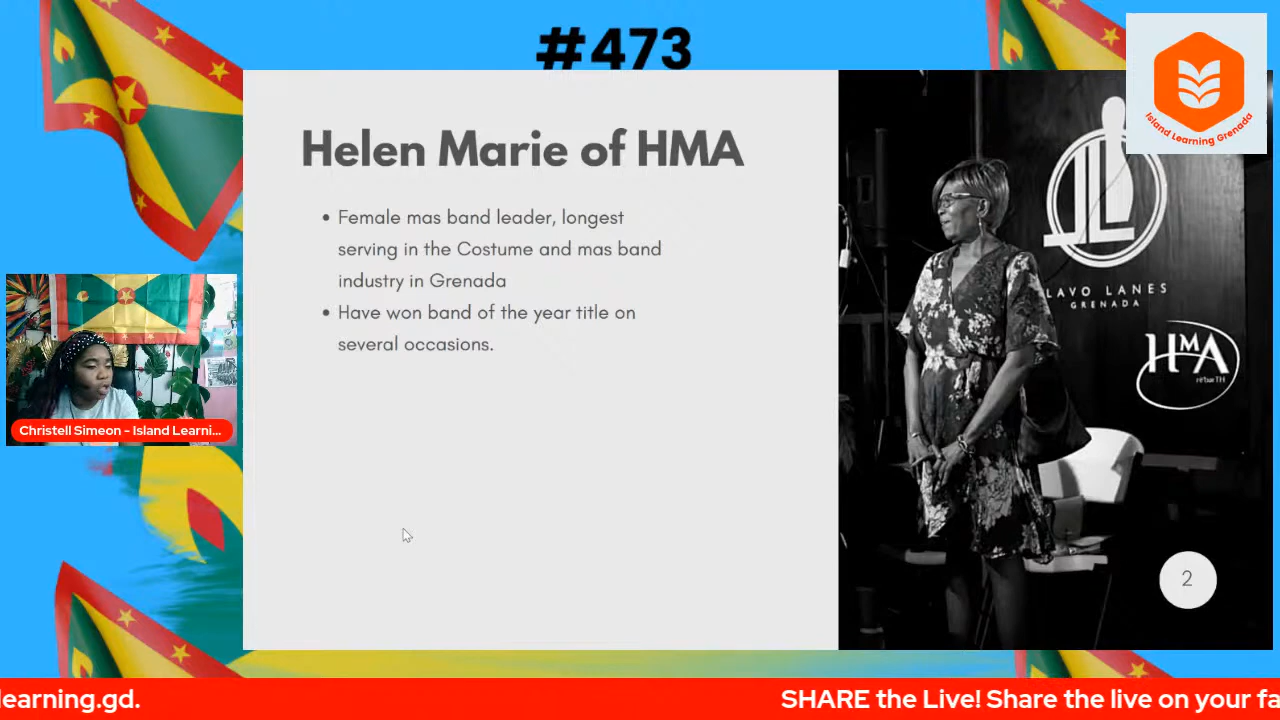 #473
Island Learning Grenada
Helen Marie of HMA
• Female mas band leader, longest
serving in the Costume and mas band
industry in Grenada
• Have won band of the year title on
several occasions.
JL
LAVO LANES
GRENADA
HMA
2
Christell Simeon - Island Learni...
learning.gd.
SHARE the Live! Share the live on your fa